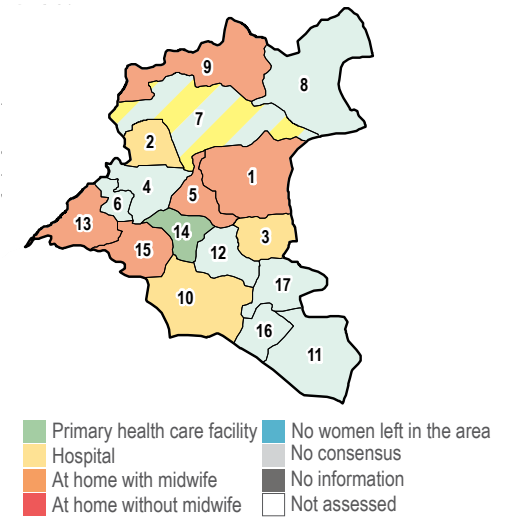 9
8
7
2
1
4
5
6
13
14
3
15
12
17
10
16
11
Primary health care facility
Hospital
At home with midwife
At home without midwife
No women left in the area
No consensus
No information
Not assessed